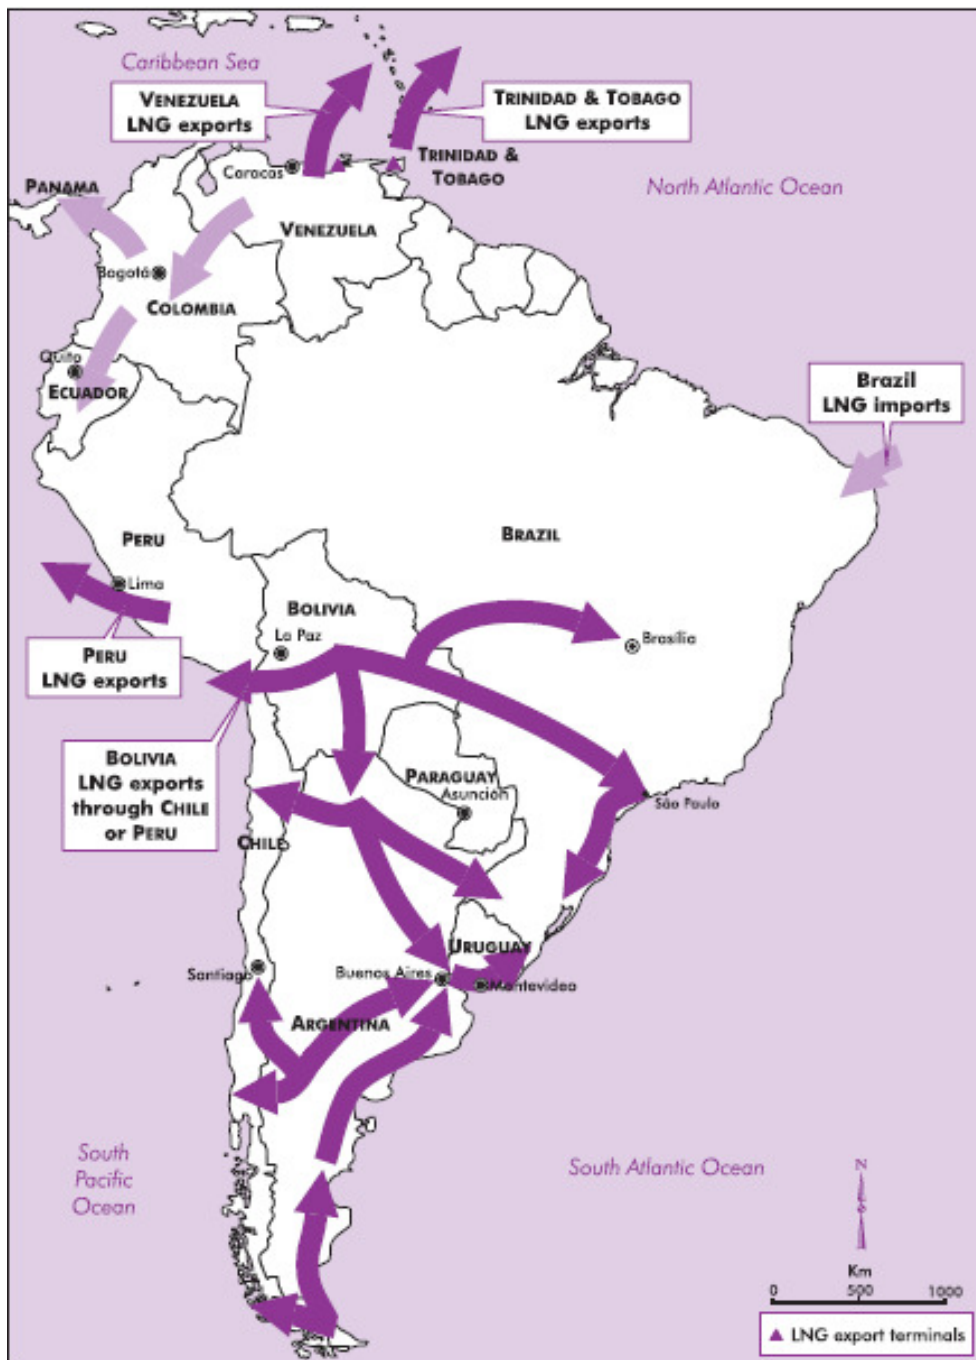 Caribbean Sea
VENEZUELA
LNG exports
TRINIDAD & TOBAGO
LNG exports
Caracas
TRINIDAD &
TOBAGO
PANAMA
North Atlantic Ocean
VENEZUELA
Bogotá
COLOMBIA
Quito
ECUADOR
Brazil
LNG imports
PERU
BRAZIL
Lima
BOLIVIA
La Paz
Brasília
PERU
LNG exports
BOLIVIA
LNG exports
through CHILE
or PERU
PARAGUAY
Asunción
São Paulo
CHILE
URUGUAY
Santiago
Buenos Aires
Montevideo
ARGENTINA
South
Pacific
Ocean
South Atlantic Ocean
N
Km
0 500 1000
LNG export terminals